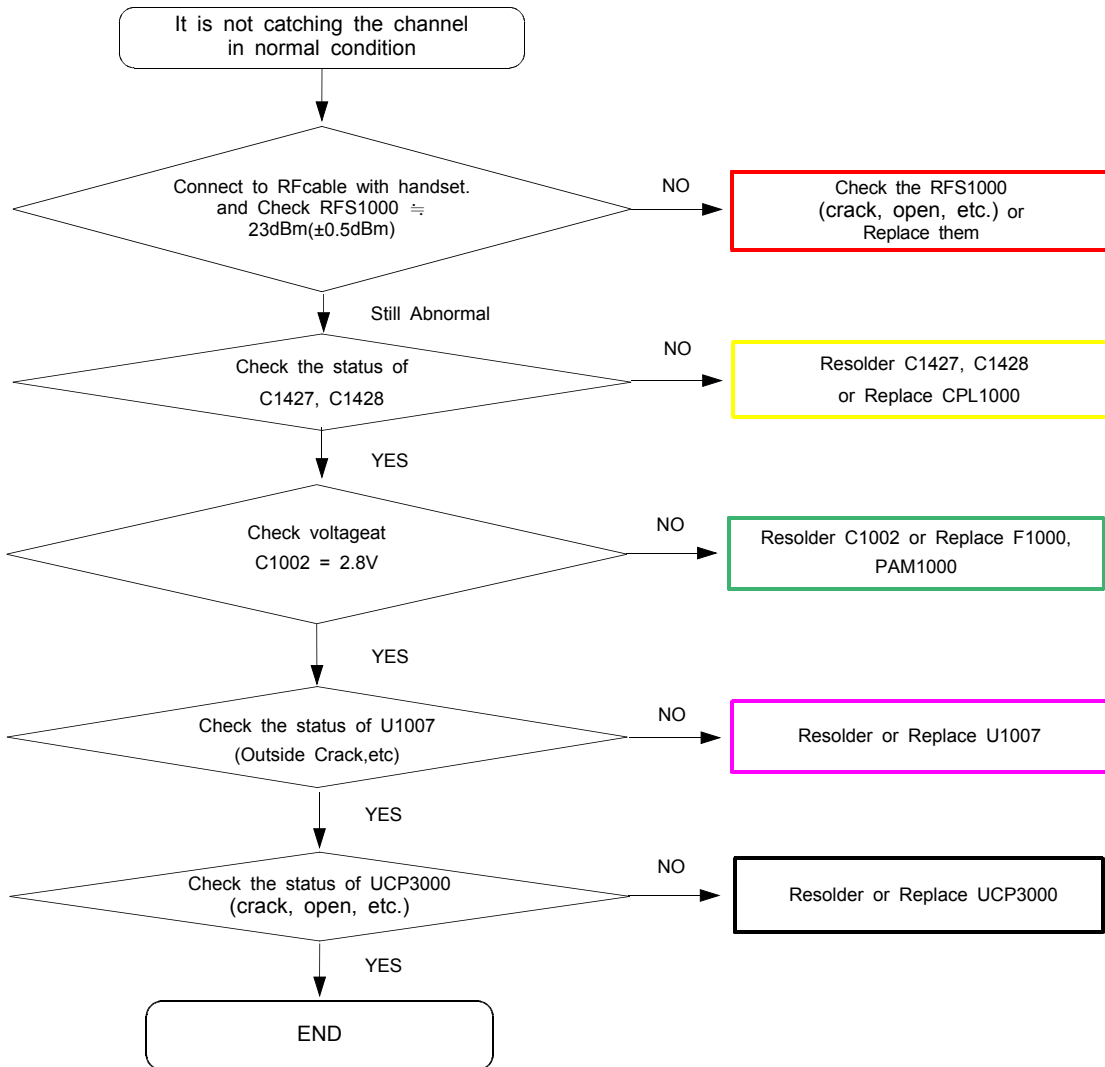 It is not catching the channel
in normal condition
Connect to RFcable with handset.
and Check RFS1000 ≒
23dBm(±0.5dBm)
NO
Check the RFS1000
(crack, open, etc.) or
Replace them
Still Abnormal
Check the status of
C1427, C1428
NO
Resolder C1427, C1428
or Replace CPL1000
YES
Check voltageat
C1002 = 2.8V
NO
Resolder C1002 or Replace F1000,
PAM1000
YES
Check the status of U1007
(Outside Crack,etc)
NO
Resolder or Replace U1007
YES
Check the status of UCP3000
(crack, open, etc.)
NO
Resolder or Replace UCP3000
YES
END